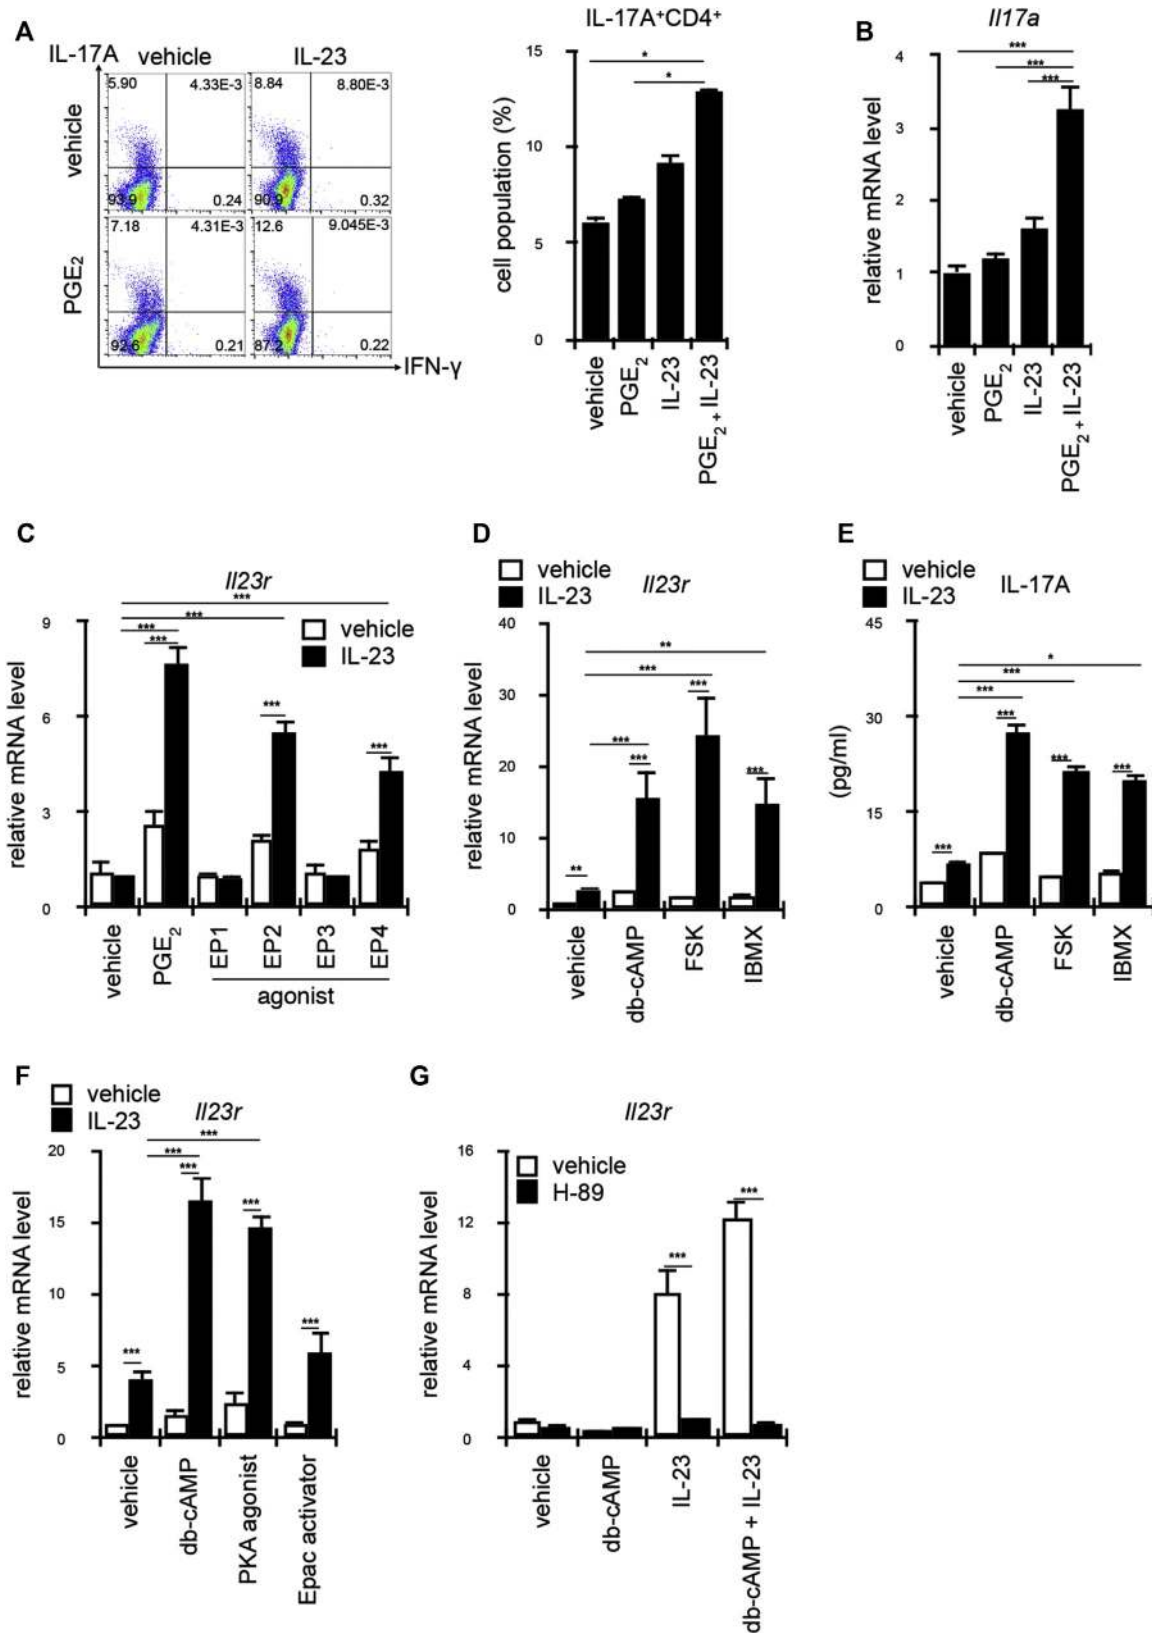 A
IL-17A vehicle IL-23
vehicle
5.90 4.33E-3
93.9 0.24
8.84 8.80E-3
90.9 0.32
PGE2
7.18 4.31E-3
92.6 0.21
12.6 9.045E-3
87.2 0.22
IFN-γ
IL-17A+CD4+
cell population (%)
15
10
5
0
* *
vehicle
PGE2
IL-23
PGE2 + IL-23
B
Il17a
relative mRNA level
4
3
2
1
0
*** *** ***
vehicle
PGE2
IL-23
PGE2 + IL-23
C
Il23r
vehicle
IL-23
relative mRNA level
9
6
3
0
*** *** *** *** *** ***
vehicle
PGE2
EP1
EP2
EP3
EP4
agonist
D
vehicle
IL-23
Il23r
relative mRNA level
40
30
20
10
0
** *** *** *** *** ** ***
vehicle
db-cAMP
FSK
IBMX
E
vehicle
IL-23
IL-17A
(pg/ml)
45
30
15
0
* *** *** *** *** *** ***
vehicle
db-cAMP
FSK
IBMX
F
vehicle
IL-23
Il23r
relative mRNA level
20
15
10
5
0
*** *** *** *** *** ***
vehicle
db-cAMP
PKA agonist
Epac activator
G
Il23r
vehicle
H-89
relative mRNA level
16
12
8
4
0
*** ***
vehicle
db-cAMP
IL-23
db-cAMP + IL-23